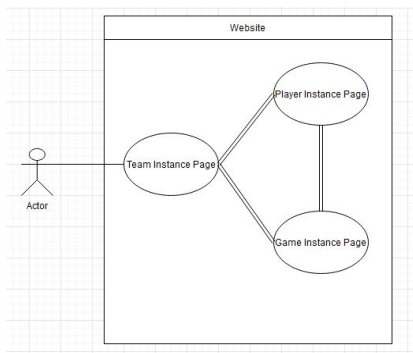 Website
Player Instance Page
Team Instance Page
Actor
Game Instance Page